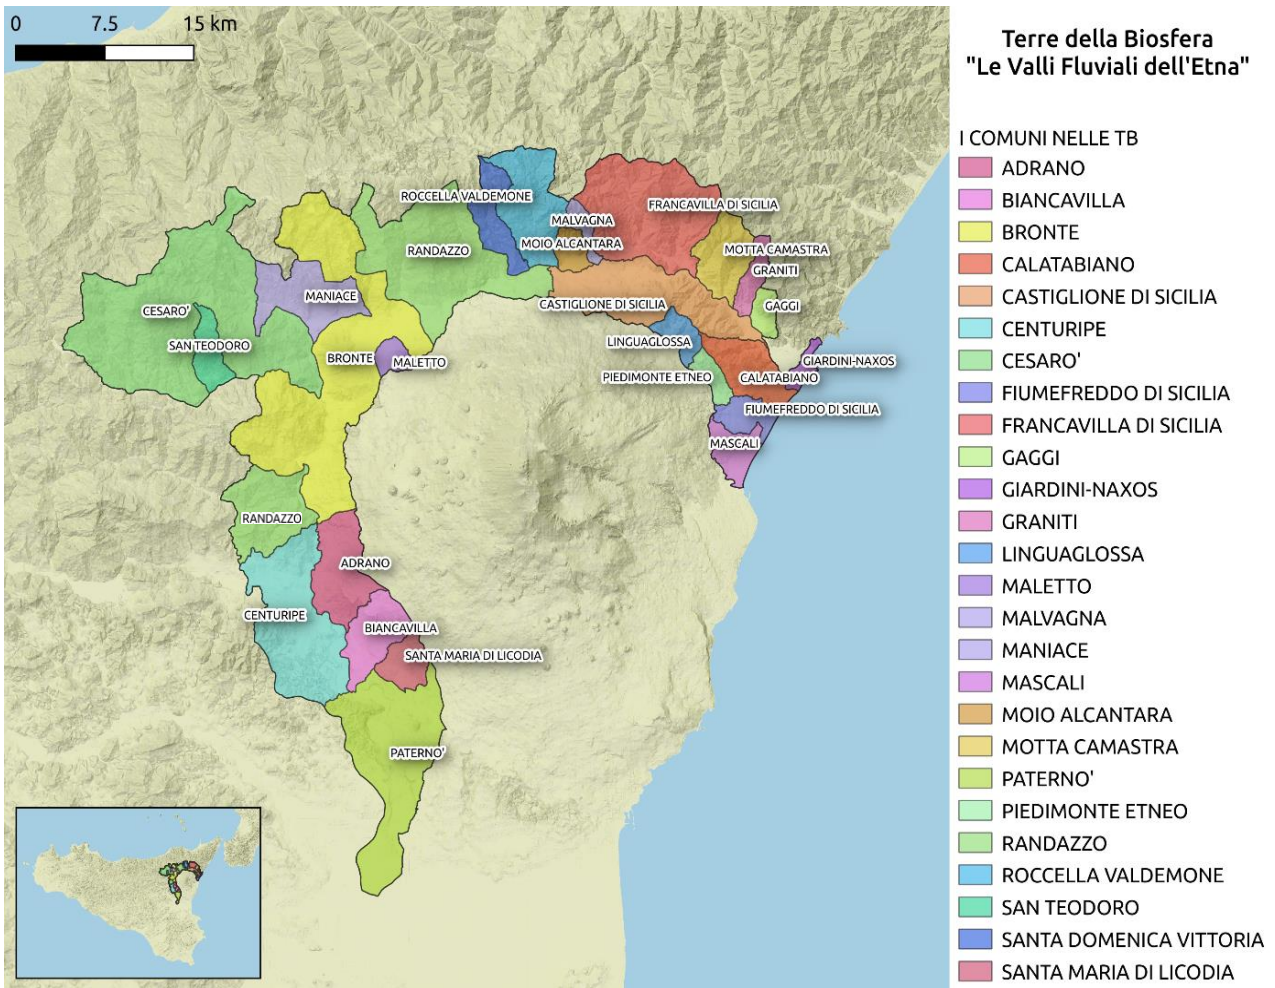 0 7.5 15 km
Terre della Biosfera
"Le Valli Fluviali dell'Etna"
I COMUNI NELLE TB
ADRANO
BIANCAVILLA
BRONTE
CALATABIANO
CASTIGLIONE DI SICILIA
CENTURIPE
CESARO'
FIUMEFREDDO DI SICILIA
FRANCAVILLA DI SICILIA
GAGGI
GIARDINI-NAXOS
GRANITI
LINGUAGLOSSA
MALETTO
MALVAGNA
MANIACE
MASCALI
MOIO ALCANTARA
MOTTA CAMASTRA
PATERNO'
PIEDIMONTE ETNEO
RANDAZZO
ROCCELLA VALDEMONE
SAN TEODORO
SANTA DOMENICA VITTORIA
SANTA MARIA DI LICODIA
ROCCELLA VALDEMONE
FRANCAVILLA DI SICILIA
MALVAGNA
MOIO ALCANTARA
RANDAZZO
MOTTA CAMASTRA
GRANITI
MANIACE
CASTIGLIONE DI SICILIA
GAGGI
CESARO'
SAN TEODORO
LINGUAGLOSSA
BRONTE
MALETTO
GIARDINI-NAXOS
PIEDIMONTE ETNEO
CALATABIANO
FIUMEFREDDO DI SICILIA
MASCALI
RANDAZZO
ADRANO
CENTURIPE
BIANCAVILLA
SANTA MARIA DI LICODIA
PATERNO'